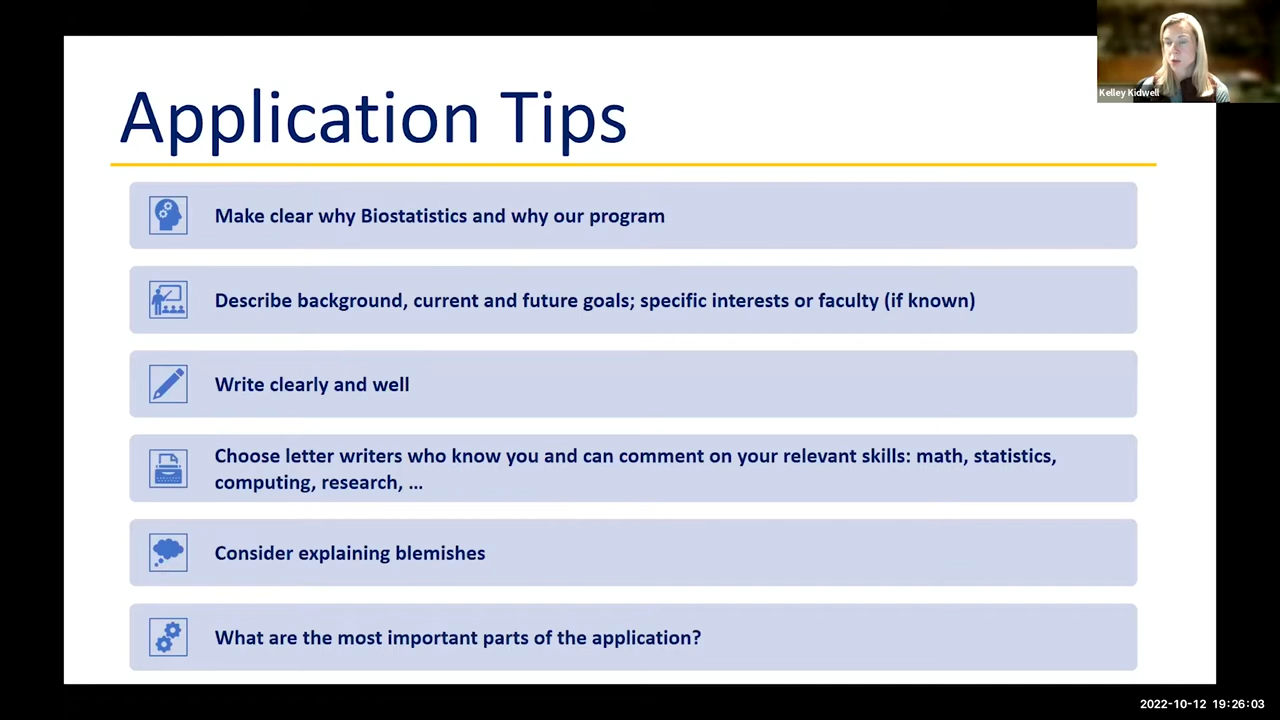 Application Tips
Kelley Kidwell
Make clear why Biostatistics and why our program
Describe background, current and future goals; specific interests or faculty (if known)
Write clearly and well
Choose letter writers who know you and can comment on your relevant skills: math, statistics,
computing, research, ...
Consider explaining blemishes
What are the most important parts of the application?
2022-10-12 19:26:03